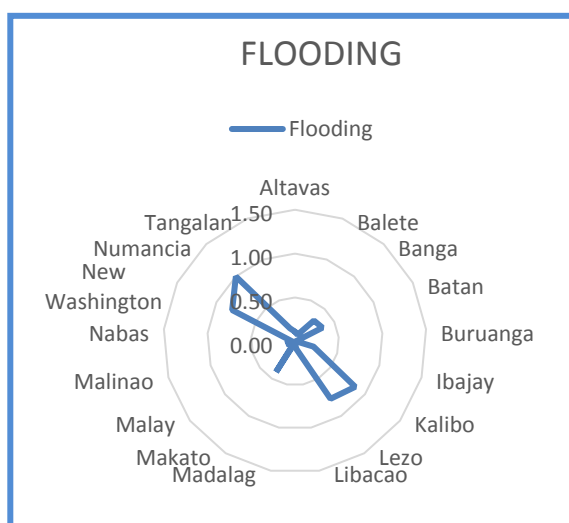 FLOODING
Flooding
Altavas
Balete
Banga
Batan
Buruanga
Ibajay
Kalibo
Lezo
Libacao
Madalag
Makato
Malay
Malinao
Nabas
New
Washington
Numancia
Tangalan
1.50
1.00
0.50
0.00